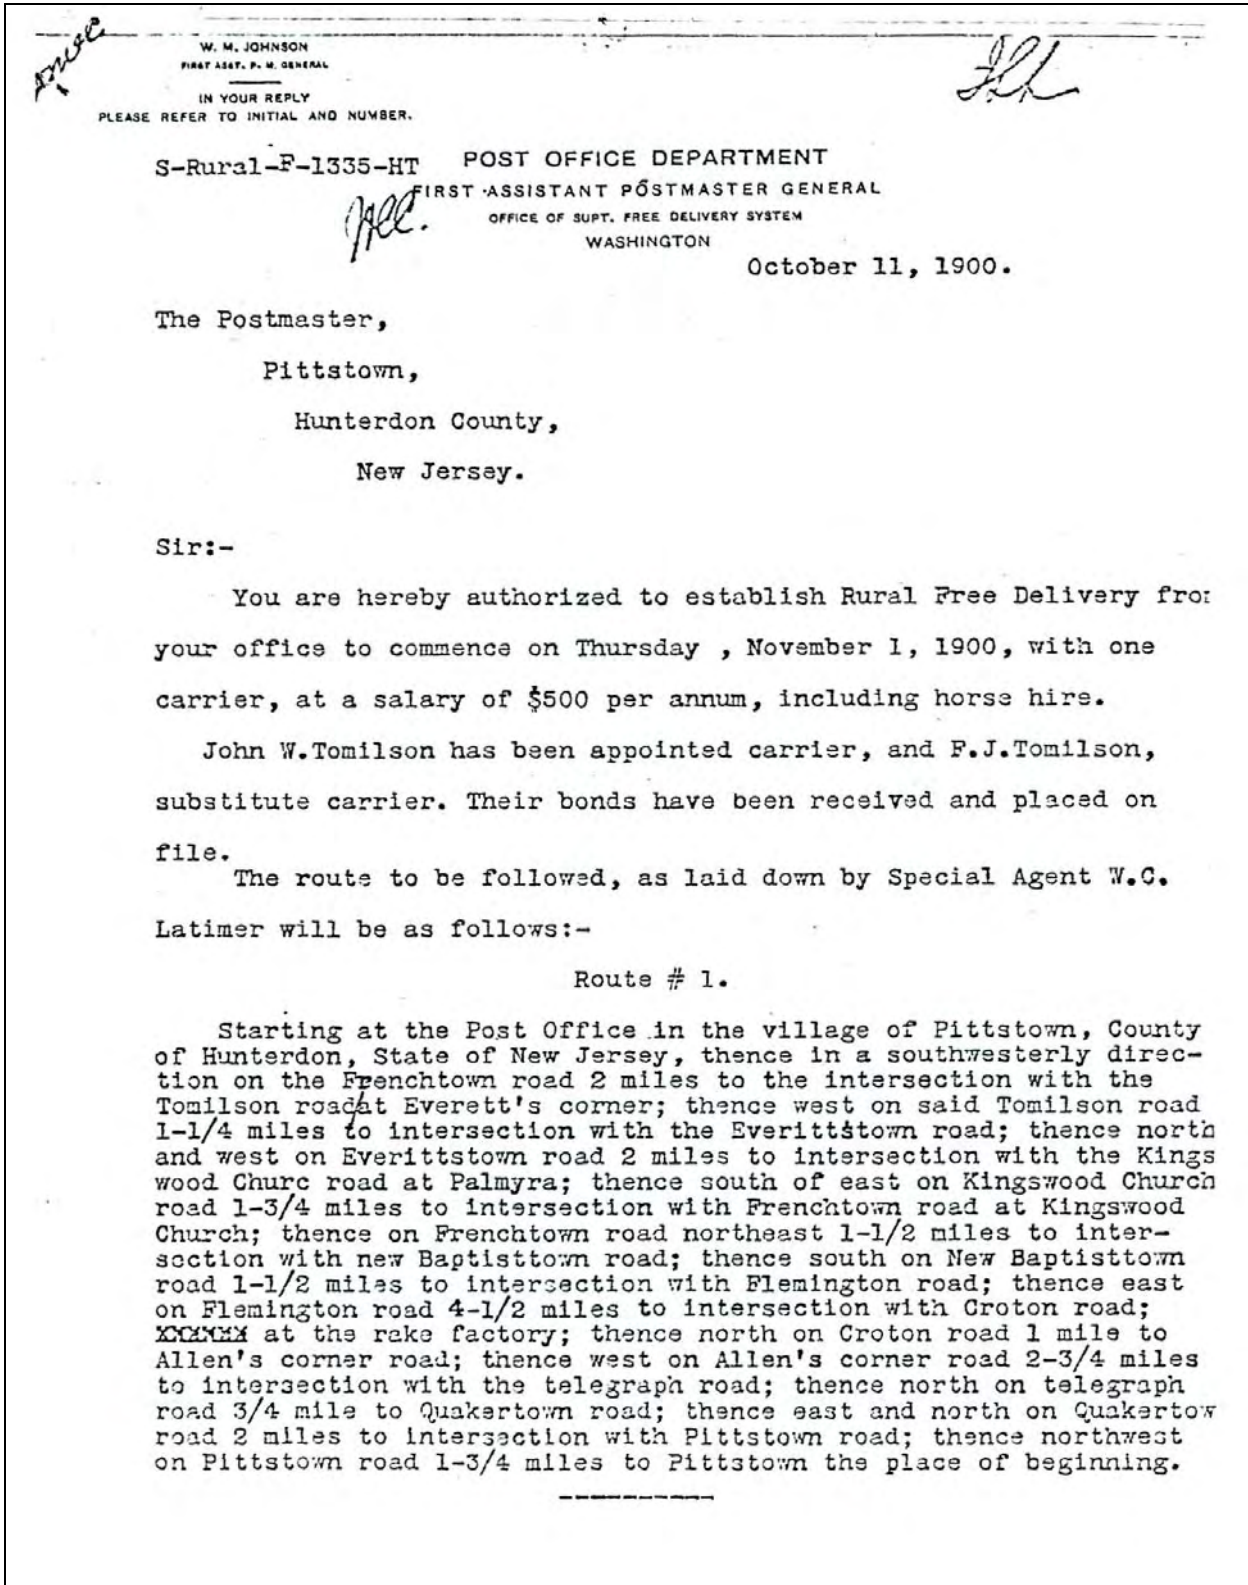 W. M. JOHNSON
FIRST ASST. P. M. GENERAL
IN YOUR REPLY
PLEASE REFER TO INITIAL AND NUMBER.
S-Rural-F-1335-HT
POST OFFICE DEPARTMENT
FIRST ASSISTANT POSTMASTER GENERAL
OFFICE OF SUPT. FREE DELIVERY SYSTEM
WASHINGTON
October 11, 1900.
The Postmaster,
Pittstown,
Hunterdon County,
New Jersey.
Sir:-
You are hereby authorized to establish Rural Free Delivery fro
your office to commence on Thursday , November 1, 1900, with one
carrier, at a salary of $500 per annum, including horse hire.
John W.Tomilson has been appointed carrier, and F.J.Tomilson,
substitute carrier. Their bonds have been received and placed on
file.
The route to be followed, as laid down by Special Agent W.C.
Latimer will be as follows:-
Route # 1.
Starting at the Post Office in the village of Pittstown, County
of Hunterdon, State of New Jersey, thence in a southwesterly direc-
tion on the Frenchtown road 2 miles to the intersection with the
Tomilson road/at Everett's corner; thence west on said Tomilson road
1-1/4 miles to intersection with the Everittstown road; thence north
and west on Everittstown road 2 miles to intersection with the Kings
wood Churc road at Palmyra; thence south of east on Kingswood Church
road 1-3/4 miles to intersection with Frenchtown road at Kingswood
Church; thence on Frenchtown road northeast 1-1/2 miles to inter-
section with new Baptisttown road; thence south on New Baptisttown
road 1-1/2 miles to intersection with Flemington road; thence east
on Flemington road 4-1/2 miles to intersection with Croton road;
XXXXXX at the rake factory; thence north on Croton road 1 mile to
Allen's corner road; thence west on Allen's corner road 2-3/4 miles
to intersection with the telegraph road; thence north on telegraph
road 3/4 mile to Quakertown road; thence east and north on Quakertow
road 2 miles to intersection with Pittstown road; thence northwest
on Pittstown road 1-3/4 miles to Pittstown the place of beginning.